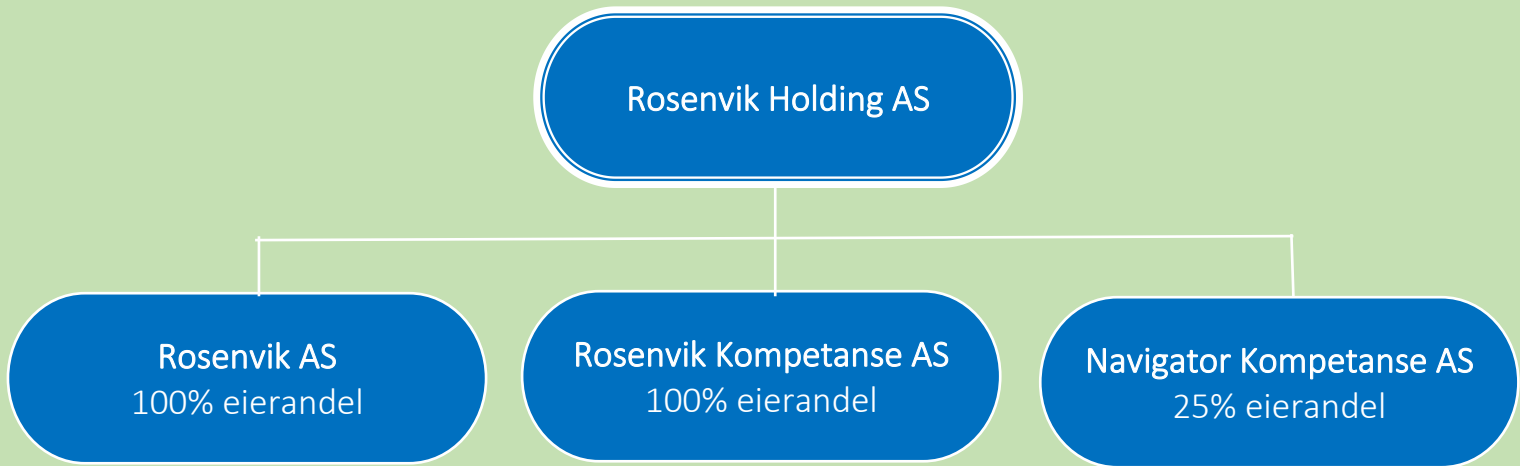 Rosenvik Holding AS
Rosenvik AS
100% eierandel
Rosenvik Kompetanse AS
100% eierandel
Navigator Kompetanse AS
25% eierandel